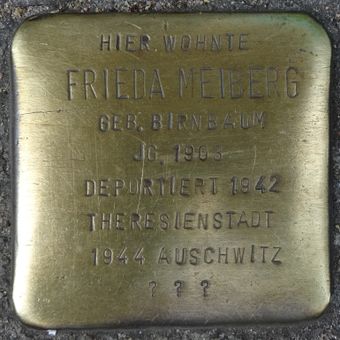 HIER WOHNTE
FRIEDA MEIBERG
GEB. BIRNBAUM
JG. 1903
DEPORTIERT 1942
THERESIENSTADT
1944 AUSCHWITZ
? ? ?